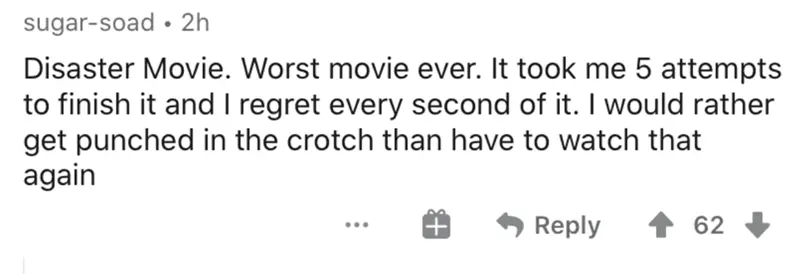 sugar-soad • 2h
Disaster Movie. Worst movie ever. It took me 5 attempts
to finish it and I regret every second of it. I would rather
get punched in the crotch than have to watch that
again
Reply 62